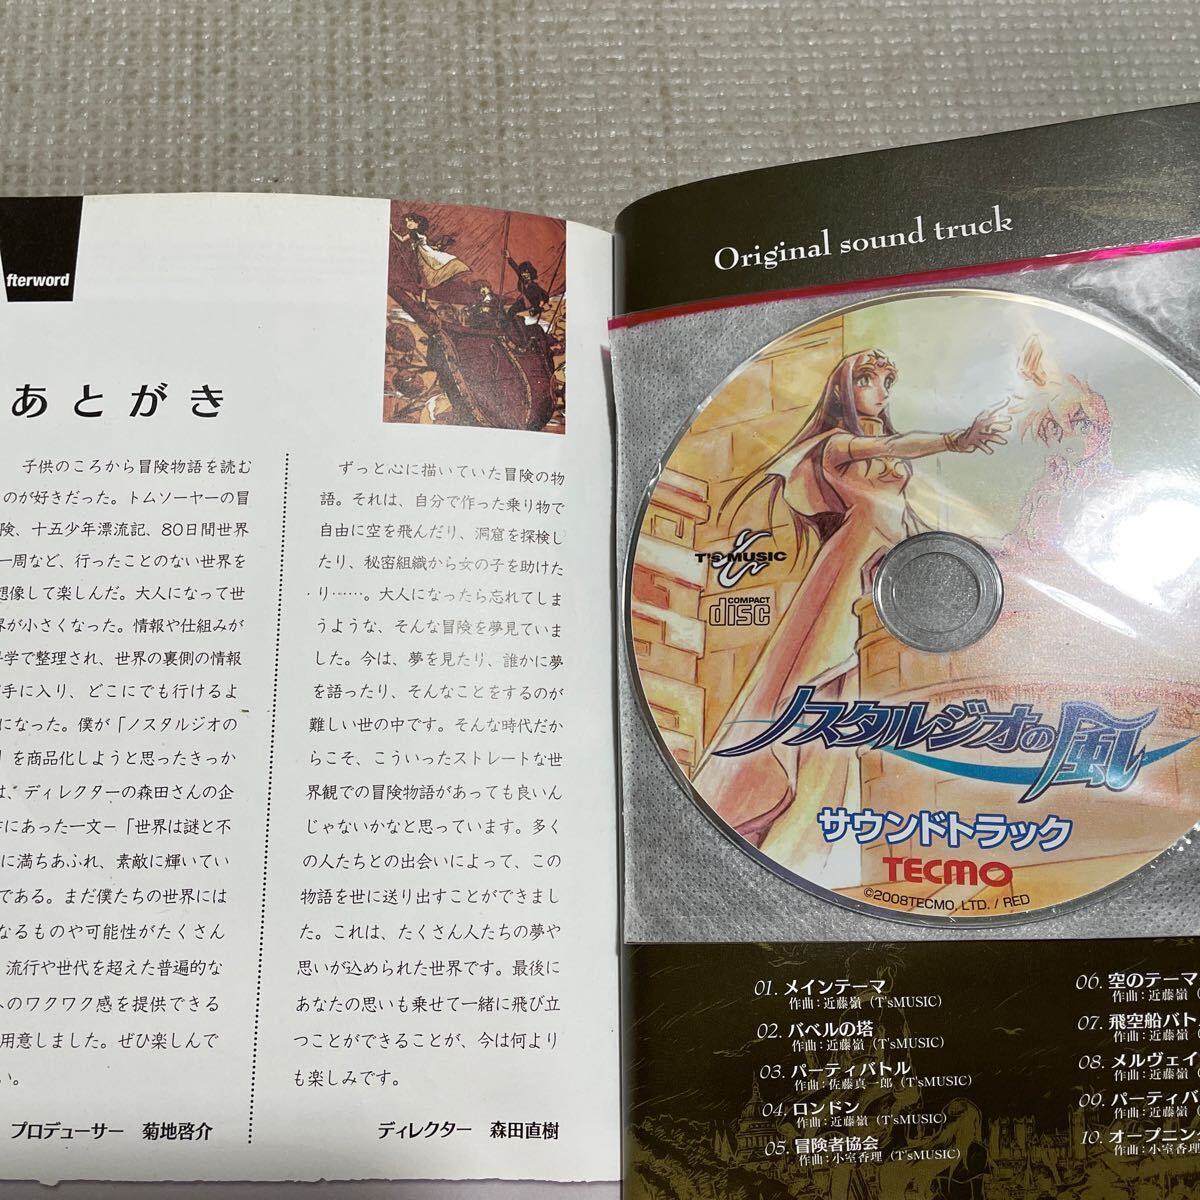 fterword
あとがき
子供のころから冒険物語を読む
のが好きだった。トムソーヤーの冒
険、十五少年漂流記、80日間世界
一周など、行ったことのない世界を
想像して楽しんだ。大人になって世
界が小さくなった。情報や仕組みが
学で整理され、世界の裏側の情報
手に入り、どこにでも行けるよ
になった。僕が「ノスタルジオの
」を商品化しようと思ったきっか
は、ディレクターの森田さんの企
にあった一文−「世界は謎と不
に満ちあふれ、素敵に輝いてい
である。まだ僕たちの世界には
なるものや可能性がたくさん
。流行や世代を超えた普遍的な
へのワクワク感を提供できる
用意しました。ぜひ楽しんで
い。
プロデューサー 菊地啓介
ずっと心に描いていた冒険の物
語。それは、自分で作った乗り物で
自由に空を飛んだり、洞窟を探検し
たり、秘密組織から女の子を助けた
り……。大人になったら忘れてしま
うような、そんな冒険を夢見ていま
した。今は、夢を見たり、誰かに夢
を語ったり、そんなことをするのが
難しい世の中です。そんな時代だか
らこそ、こういったストレートな世
界観での冒険物語があっても良いん
じゃないかなと思っています。多く
の人たちとの出会いによって、この
物語を世に送り出すことができまし
た。これは、たくさん人たちの夢や
思いが込められた世界です。最後に
あなたの思いも乗せて一緒に飛び立
つことができることが、今は何より
も楽しみです。
ディレクター 森田直樹
Original sound truck
T's MUSIC
COMPACT
disc
ノスタルジオの風
サウンドトラック
TECMO
©2008TECMO, LTD. / RED
01. メインテーマ
作曲：近藤嶺（T'sMUSIC）
02. バベルの塔
作曲：近藤嶺（T'sMUSIC）
03. パーティバトル
作曲：佐藤真一郎（T'sMUSIC）
04. ロンドン
作曲：近藤嶺（T'sMUSIC）
05. 冒険者協会
作曲：小室香理（T'sMUSIC）
06. 空のテーマ
作曲：近藤嶺（T's
07. 飛空船バト
作曲：近藤嶺（T's
08. メルヴェイ
作曲：近藤嶺（T
09. パーティバ
作曲：近藤嶺（T
10. オープニン
作曲：小室香理